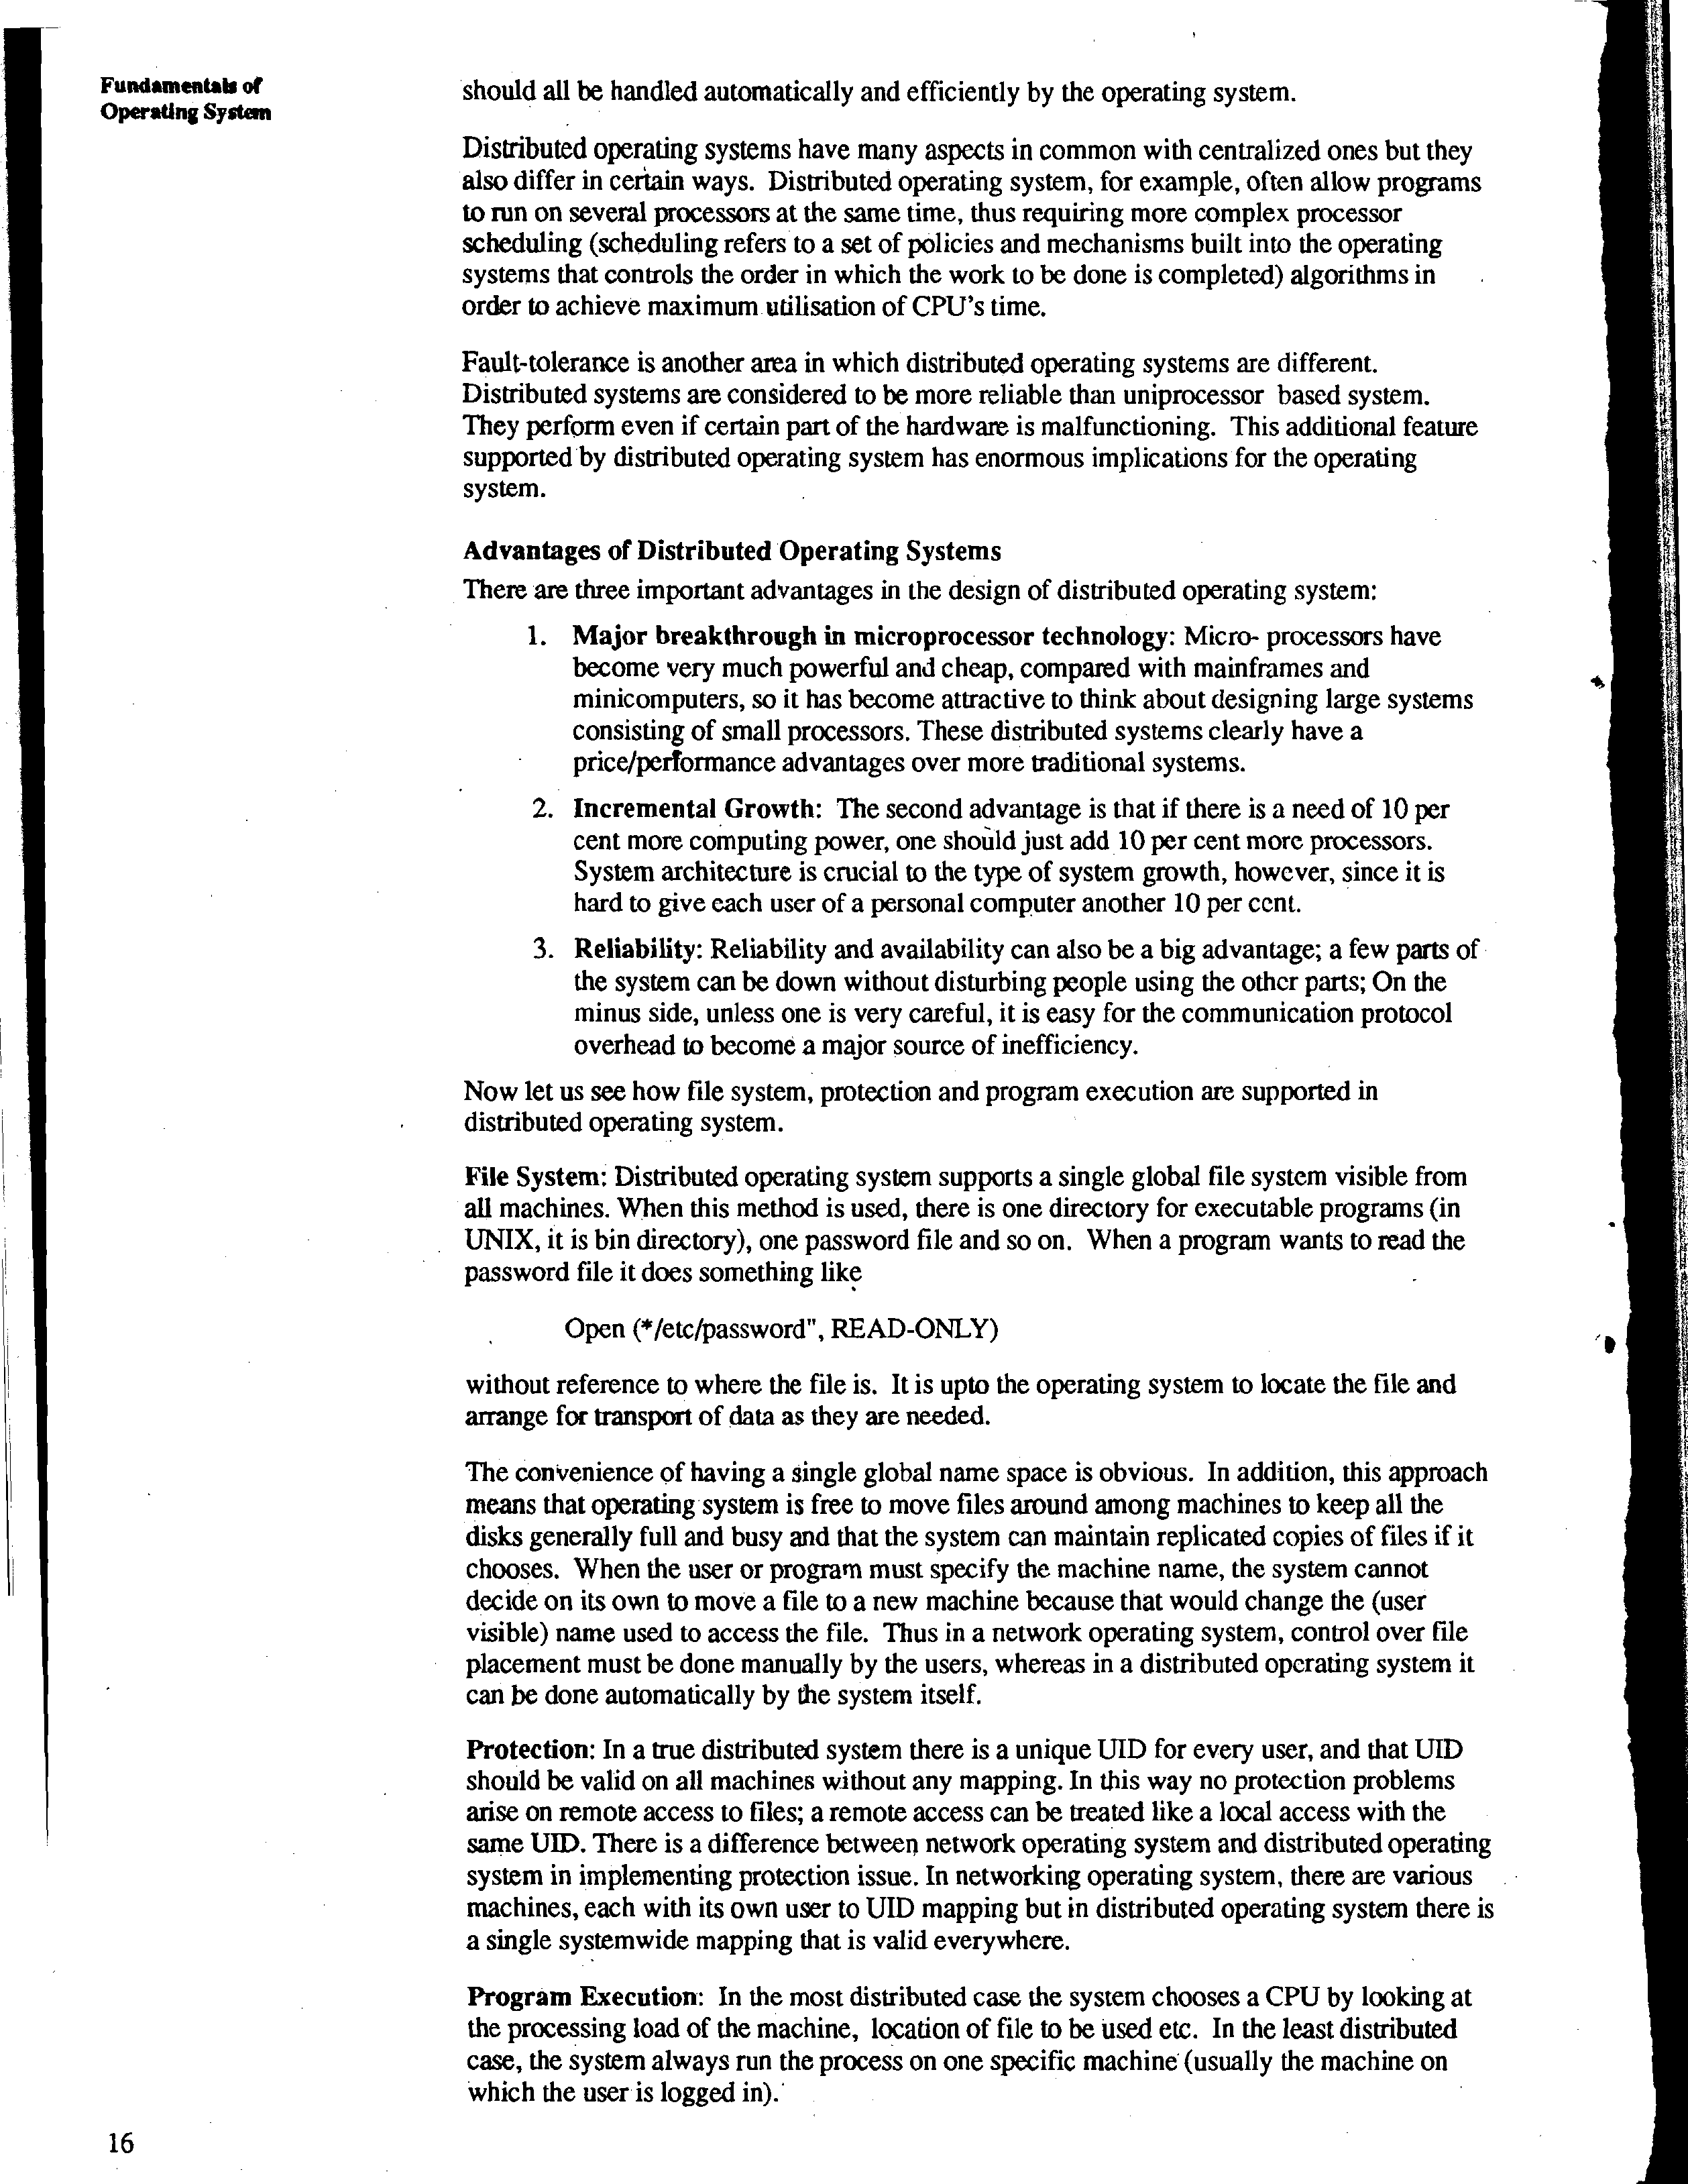 Fundamentals of
Operating System
should all be handled automatically and efficiently by the operating system.
Distributed operating systems have many aspects in common with centralized ones but they
also differ in certain ways. Distributed operating system, for example, often allow programs
to run on several processors at the same time, thus requiring more complex processor
scheduling (scheduling refers to a set of policies and mechanisms built into the operating
systems that controls the order in which the work to be done is completed) algorithms in
order to achieve maximum utilisation of CPU's time.
Fault-tolerance is another area in which distributed operating systems are different.
Distributed systems are considered to be more reliable than uniprocessor based system.
They perform even if certain part of the hardware is malfunctioning. This additional feature
supported by distributed operating system has enormous implications for the operating
system.
Advantages of Distributed Operating Systems
There are three important advantages in the design of distributed operating system:
1. Major breakthrough in microprocessor technology: Micro- processors have
become very much powerful and cheap, compared with mainframes and
minicomputers, so it has become attractive to think about designing large systems
consisting of small processors. These distributed systems clearly have a
price/performance advantages over more traditional systems.
2. Incremental Growth: The second advantage is that if there is a need of 10 per
cent more computing power, one should just add 10 per cent more processors.
System architecture is crucial to the type of system growth, however, since it is
hard to give each user of a personal computer another 10 per cent.
3. Reliability: Reliability and availability can also be a big advantage; a few parts of
the system can be down without disturbing people using the other parts; On the
minus side, unless one is very careful, it is easy for the communication protocol
overhead to become a major source of inefficiency.
Now let us see how file system, protection and program execution are supported in
distributed operating system.
File System: Distributed operating system supports a single global file system visible from
all machines. When this method is used, there is one directory for executable programs (in
UNIX, it is bin directory), one password file and so on. When a program wants to read the
password file it does something like
Open (*/etc/password", READ-ONLY)
without reference to where the file is. It is upto the operating system to locate the file and
arrange for transport of data as they are needed.
The convenience of having a single global name space is obvious. In addition, this approach
means that operating system is free to move files around among machines to keep all the
disks generally full and busy and that the system can maintain replicated copies of files if it
chooses. When the user or program must specify the machine name, the system cannot
decide on its own to move a file to a new machine because that would change the (user
visible) name used to access the file. Thus in a network operating system, control over file
placement must be done manually by the users, whereas in a distributed operating system it
can be done automatically by the system itself.
Protection: In a true distributed system there is a unique UID for every user, and that UID
should be valid on all machines without any mapping. In this way no protection problems
arise on remote access to files; a remote access can be treated like a local access with the
same UID. There is a difference between network operating system and distributed operating
system in implementing protection issue. In networking operating system, there are various
machines, each with its own user to UID mapping but in distributed operating system there is
a single systemwide mapping that is valid everywhere.
Program Execution: In the most distributed case the system chooses a CPU by looking at
the processing load of the machine, location of file to be used etc. In the least distributed
case, the system always run the process on one specific machine (usually the machine on
which the user is logged in).
16